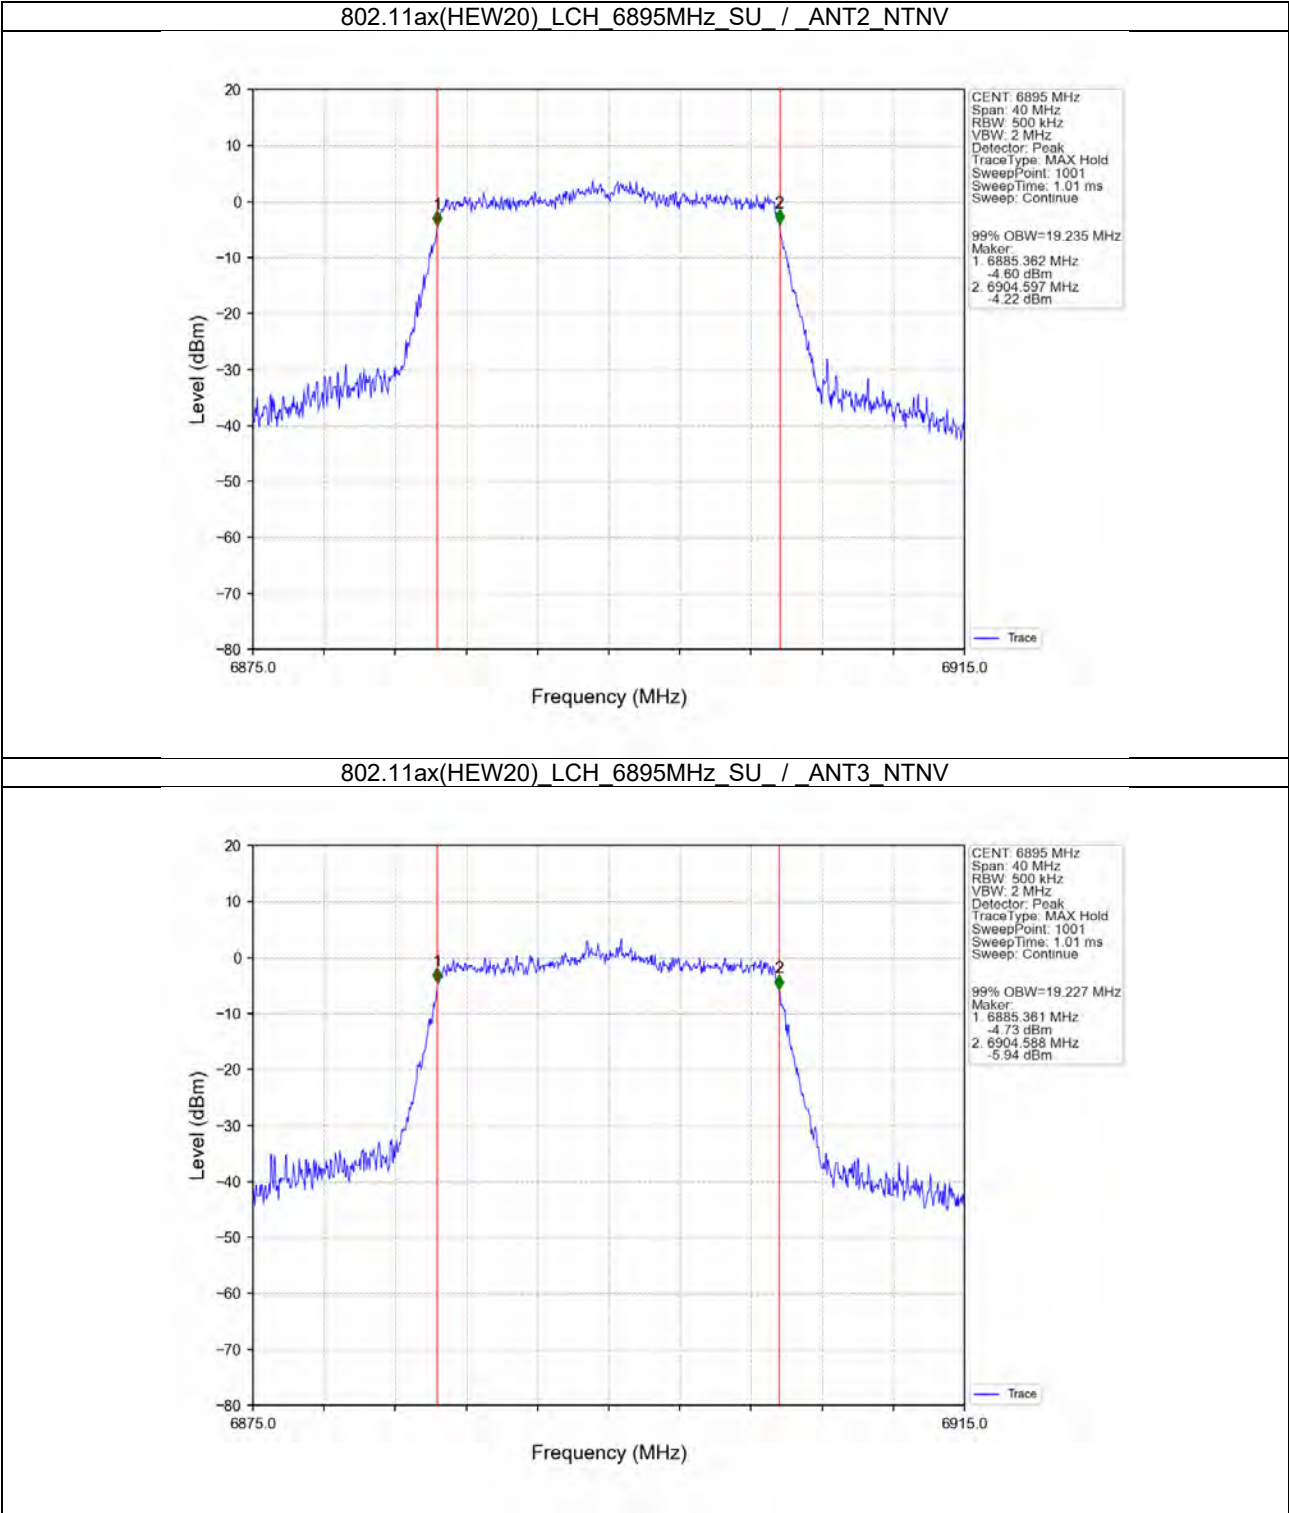 802.11ax(HEW20)_LCH_6895MHz_SU_ / _ANT2_NTNV
20
10
0
−10
−20
−30
−40
−50
−60
−70
−80
Level (dBm)
1
2
6875.0
6915.0
Frequency (MHz)
CENT: 6895 MHz
Span: 40 MHz
RBW: 500 kHz
VBW: 2 MHz
Detector: Peak
TraceType: MAX Hold
SweepPoint: 1001
SweepTime: 1.01 ms
Sweep: Continue
99% OBW=19.235 MHz
Maker:
1. 6885.362 MHz
-4.60 dBm
2. 6904.597 MHz
-4.22 dBm
Trace
802.11ax(HEW20)_LCH_6895MHz_SU_ / _ANT3_NTNV
20
10
0
−10
−20
−30
−40
−50
−60
−70
−80
Level (dBm)
1
2
6875.0
6915.0
Frequency (MHz)
CENT: 6895 MHz
Span: 40 MHz
RBW: 500 kHz
VBW: 2 MHz
Detector: Peak
TraceType: MAX Hold
SweepPoint: 1001
SweepTime: 1.01 ms
Sweep: Continue
99% OBW=19.227 MHz
Maker:
1. 6885.361 MHz
-4.73 dBm
2. 6904.588 MHz
-5.94 dBm
Trace